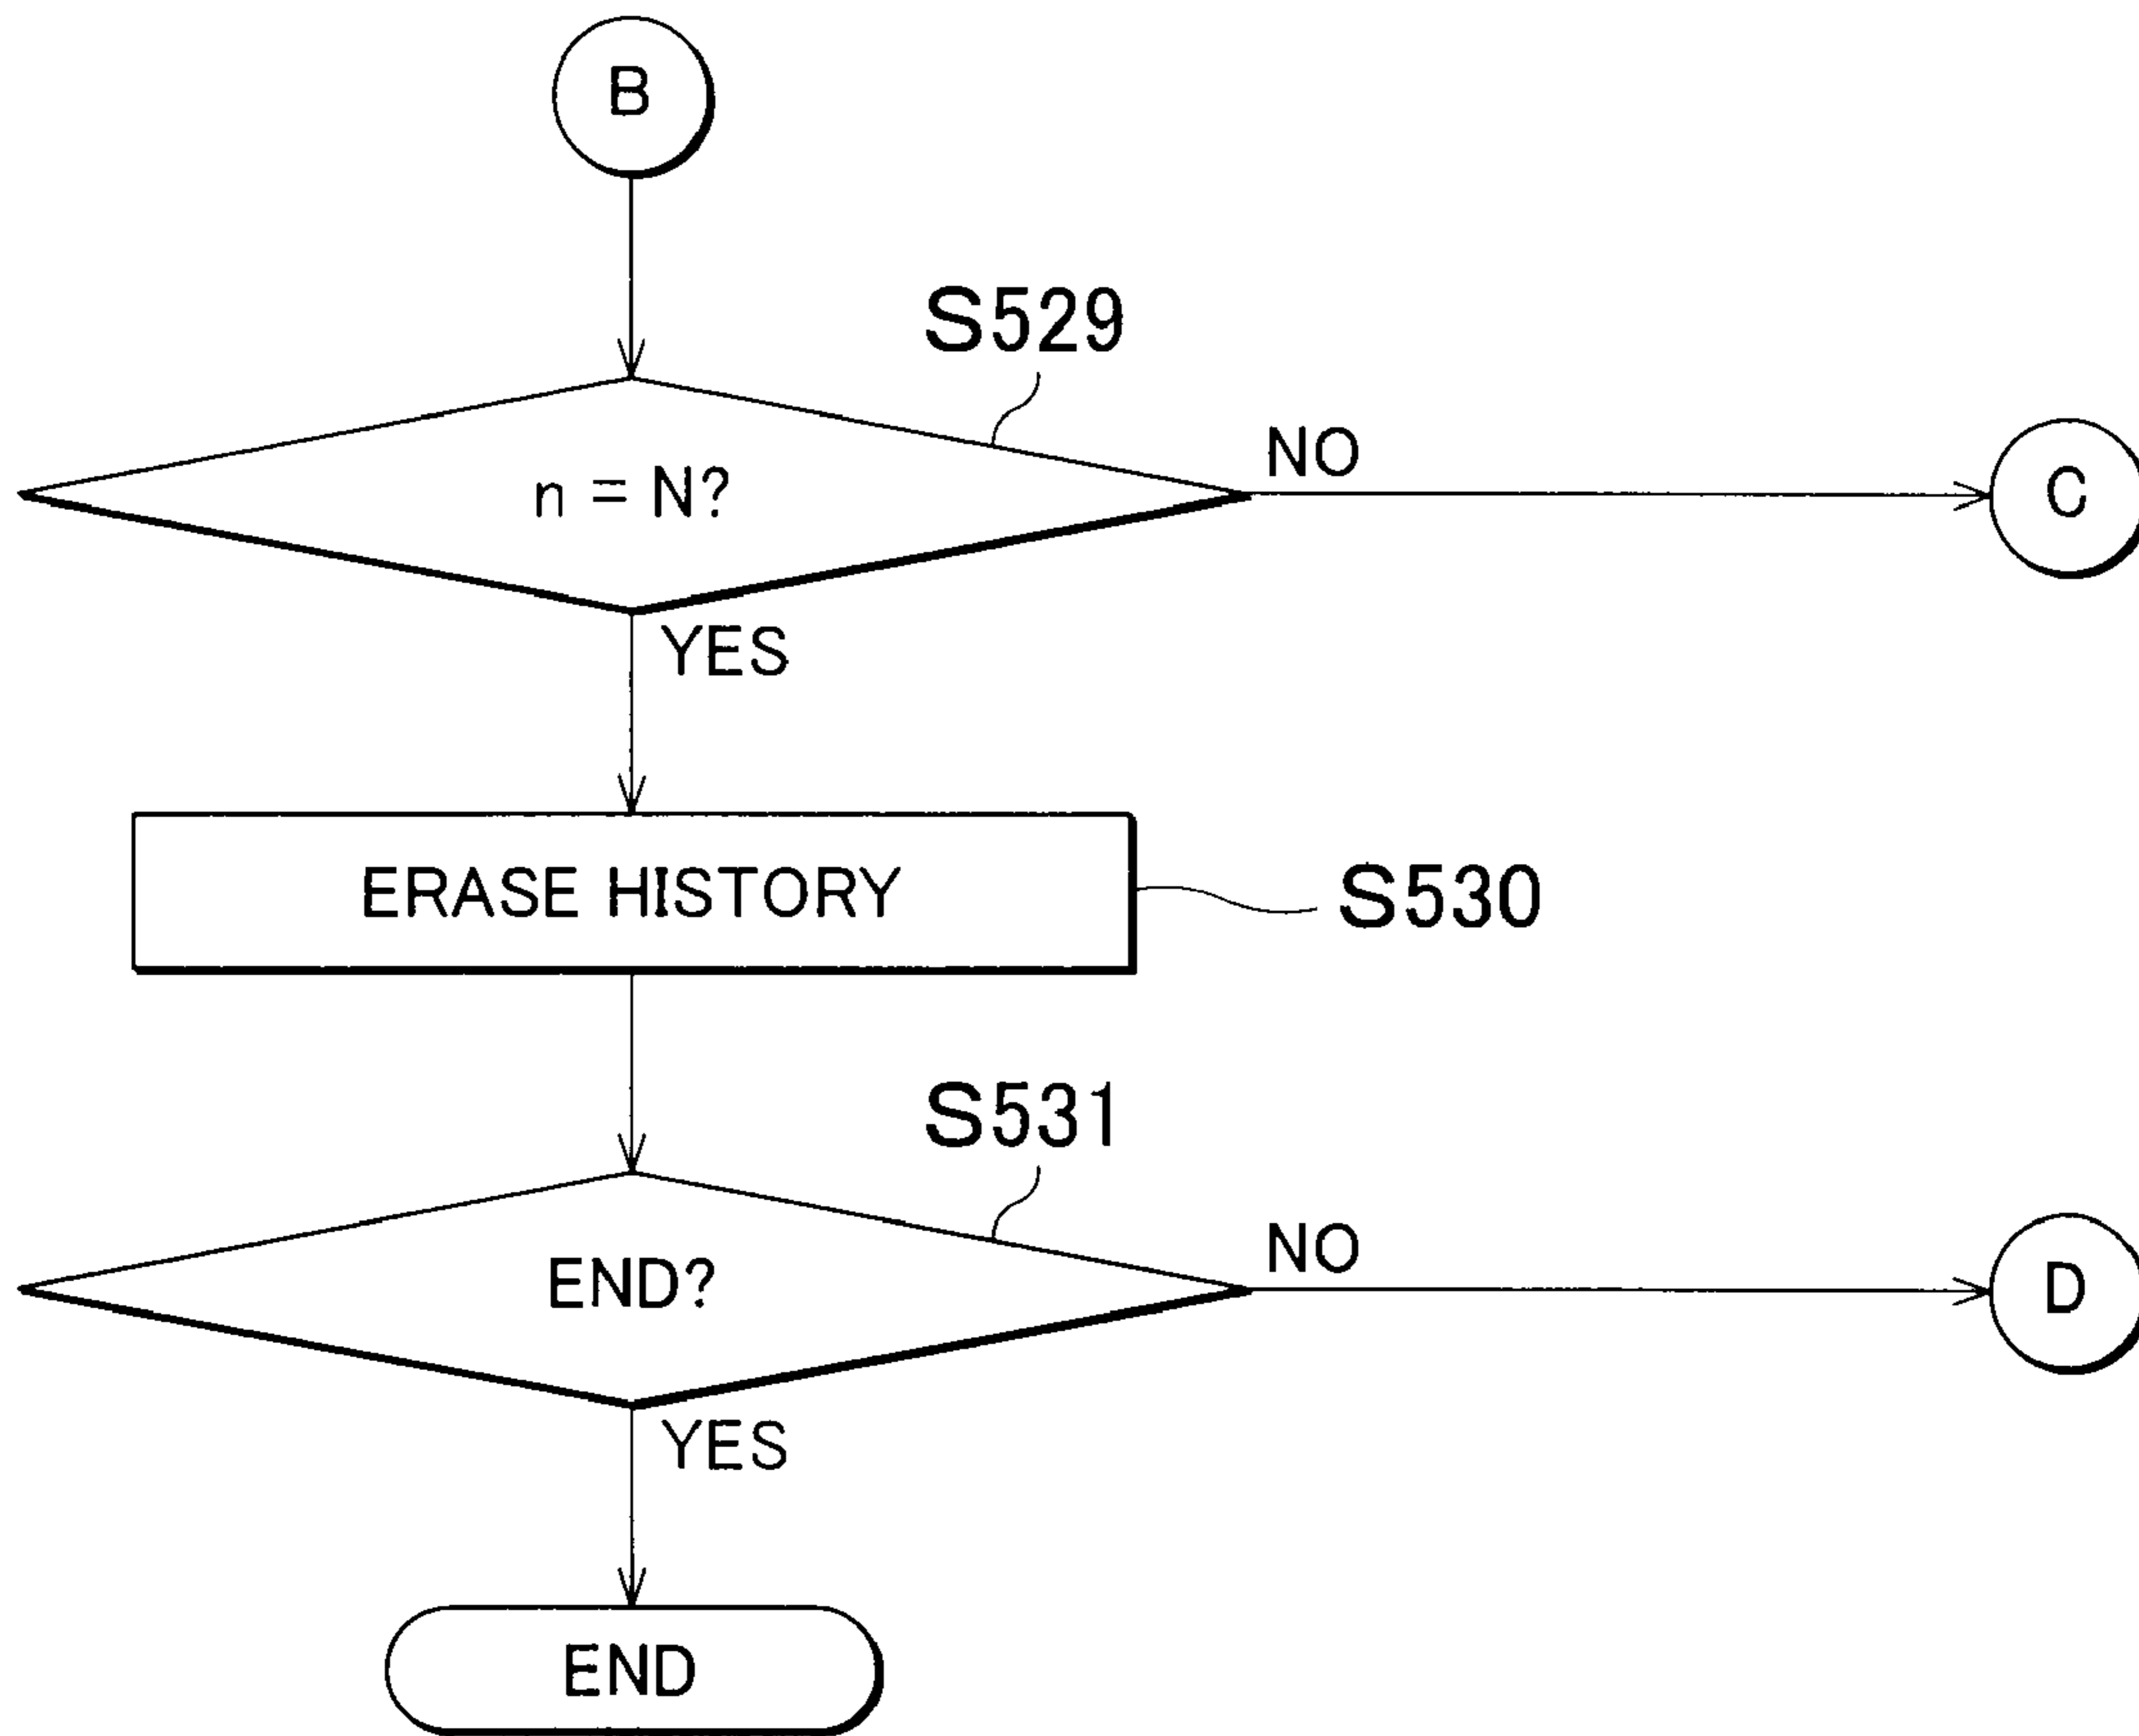 B
S529
n = N?
NO
C
YES
ERASE HISTORY
S530
S531
END?
NO
D
YES
END